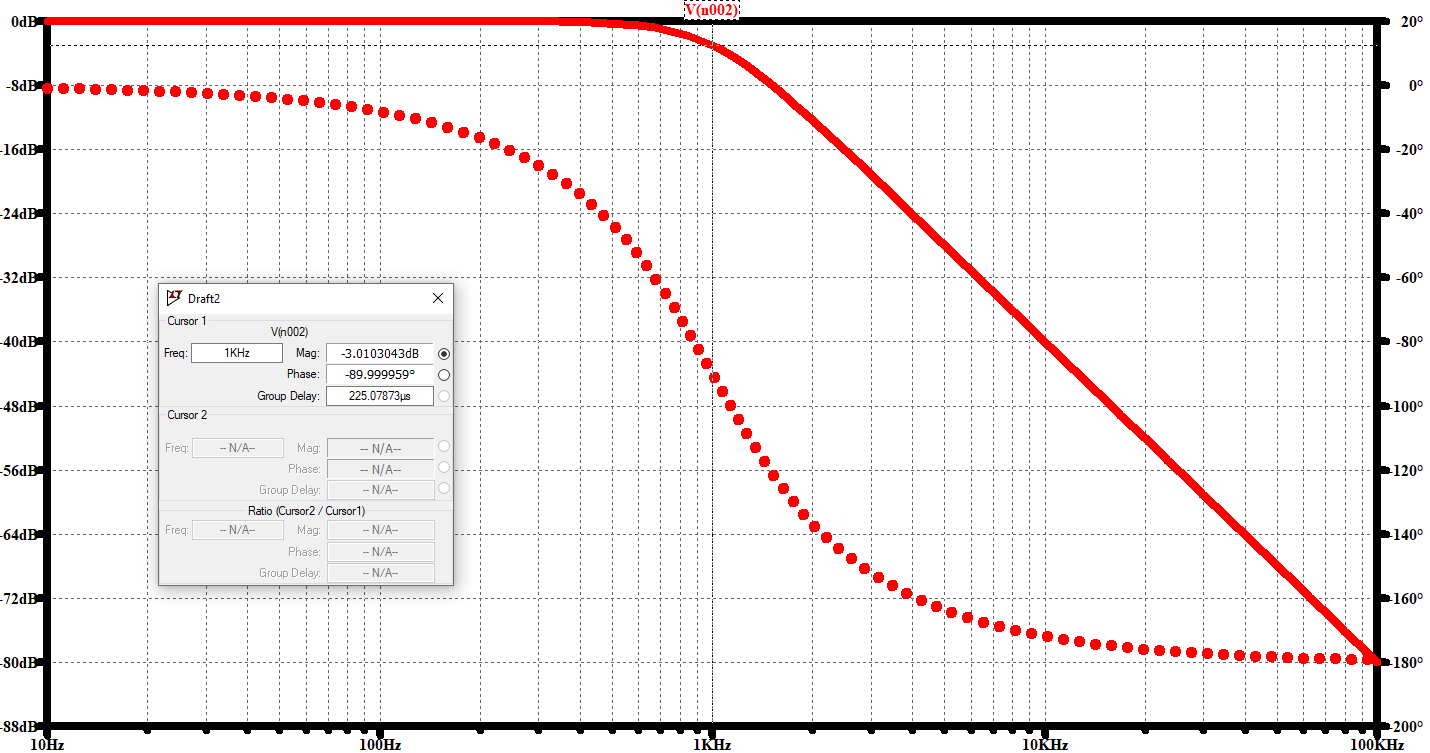 V(n002)
0dB 20°
-8dB 0°
-16dB -20°
-24dB -40°
-32dB -60°
-40dB -80°
-48dB -100°
-56dB -120°
-64dB -140°
-72dB -160°
-80dB -180°
-88dB -200°
10Hz 100Hz 1KHz 10KHz 100KHz
Draft2
Cursor 1
V(n002)
Freq: 1KHz Mag: -3.0103043dB
Phase: -89.999959°
Group Delay: 225.07873µs
Cursor 2
Freq: -- N/A-- Mag: -- N/A--
Phase: -- N/A--
Group Delay: -- N/A--
Ratio (Cursor2 / Cursor1)
Freq: -- N/A-- Mag: -- N/A--
Phase: -- N/A--
Group Delay: -- N/A--